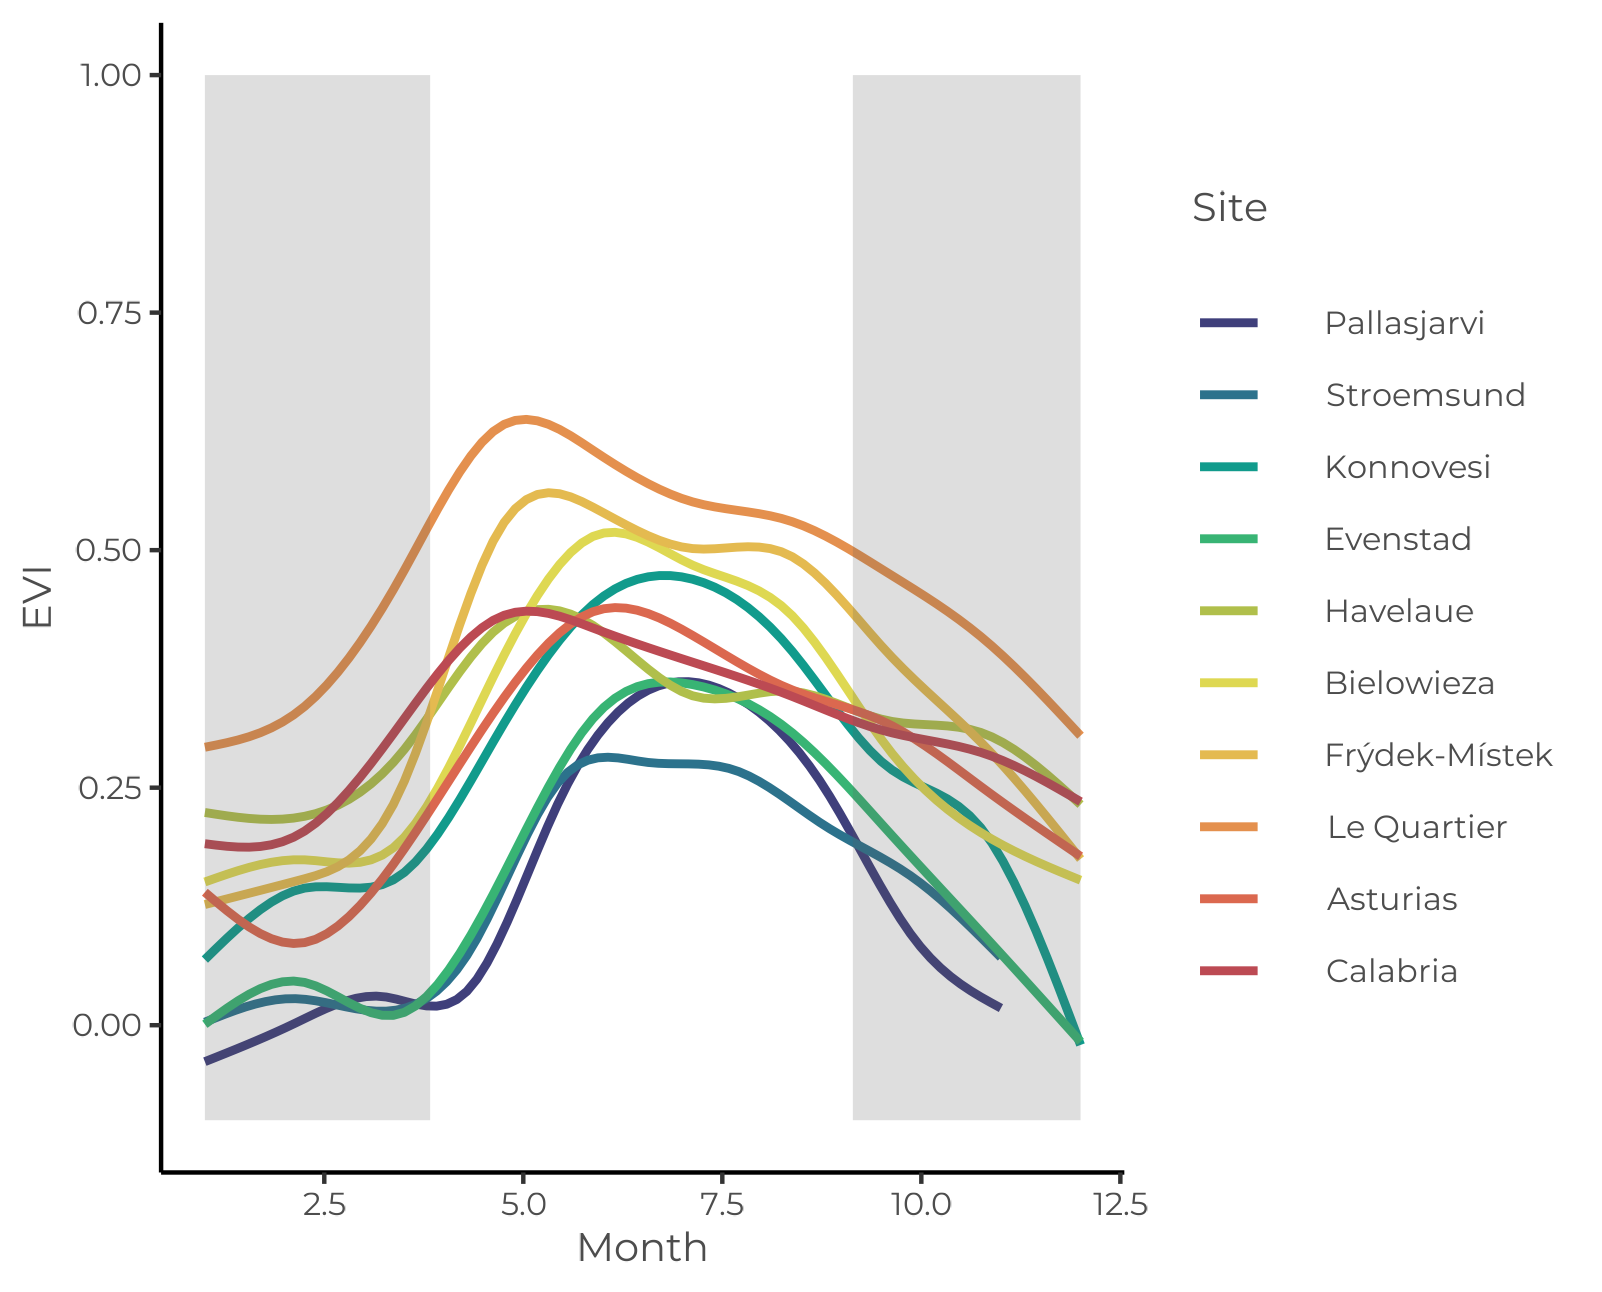 1.00
0.75
0.50
0.25
0.00
EVI
2.5 5.0 7.5 10.0 12.5
Month
Site
Pallasjarvi
Stroemsund
Konnovesi
Evenstad
Havelaue
Bielowieza
Frýdek-Místek
Le Quartier
Asturias
Calabria